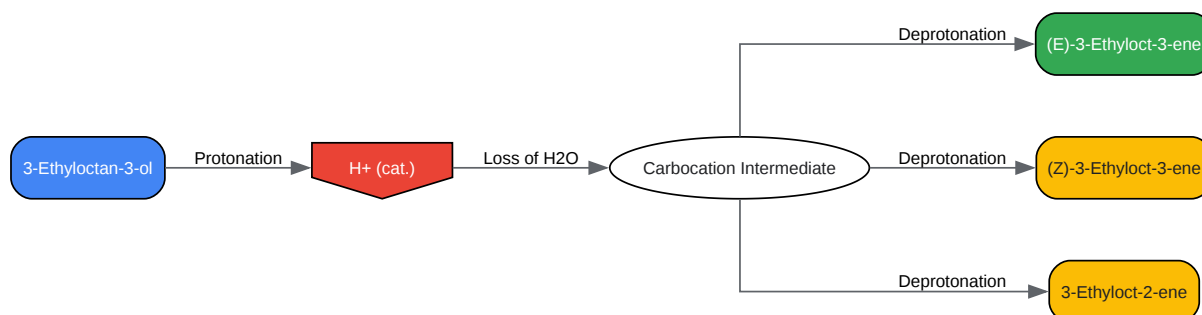 Deprotonation
(E)-3-Ethyloct-3-ene
3-Ethyloctan-3-ol
Protonation
H+ (cat.)
Loss of H2O
Carbocation Intermediate
Deprotonation
(Z)-3-Ethyloct-3-ene
Deprotonation
3-Ethyloct-2-ene